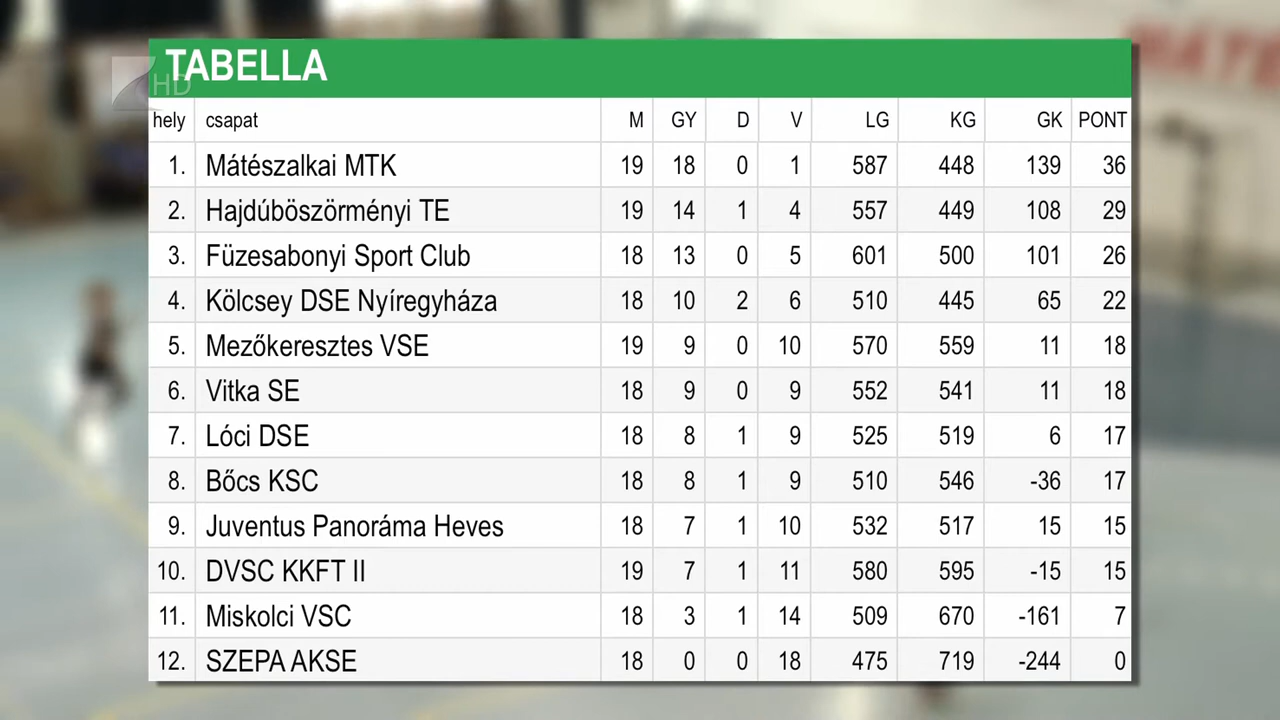 TABELLA
HD
hely csapat M GY D V LG KG GK PONT
1. Mátészalkai MTK 19 18 0 1 587 448 139 36
2. Hajdúböszörményi TE 19 14 1 4 557 449 108 29
3. Füzesabonyi Sport Club 18 13 0 5 601 500 101 26
4. Kölcsey DSE Nyíregyháza 18 10 2 6 510 445 65 22
5. Mezőkeresztes VSE 19 9 0 10 570 559 11 18
6. Vitka SE 18 9 0 9 552 541 11 18
7. Lóci DSE 18 8 1 9 525 519 6 17
8. Bőcs KSC 18 8 1 9 510 546 -36 17
9. Juventus Panoráma Heves 18 7 1 10 532 517 15 15
10. DVSC KKFT II 19 7 1 11 580 595 -15 15
11. Miskolci VSC 18 3 1 14 509 670 -161 7
12. SZEPA AKSE 18 0 0 18 475 719 -244 0